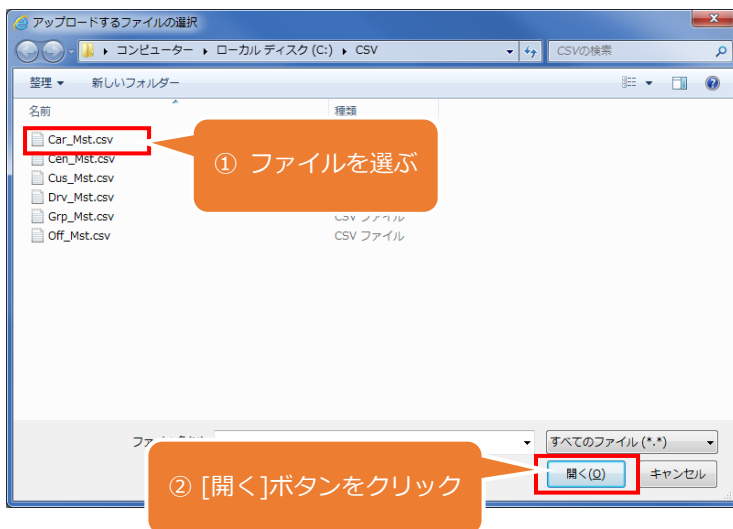 アップロードするファイルの選択
コンピューター ▸ ローカル ディスク (C:) ▸ CSV
CSVの検索
整理 ▼ 新しいフォルダー
名前 種類
Car_Mst.csv
① ファイルを選ぶ
Cen_Mst.csv
Cus_Mst.csv
Drv_Mst.csv
Grp_Mst.csv CSV ファイル
Off_Mst.csv CSV ファイル
すべてのファイル (*.*)
② [開く]ボタンをクリック
開く(O) キャンセル